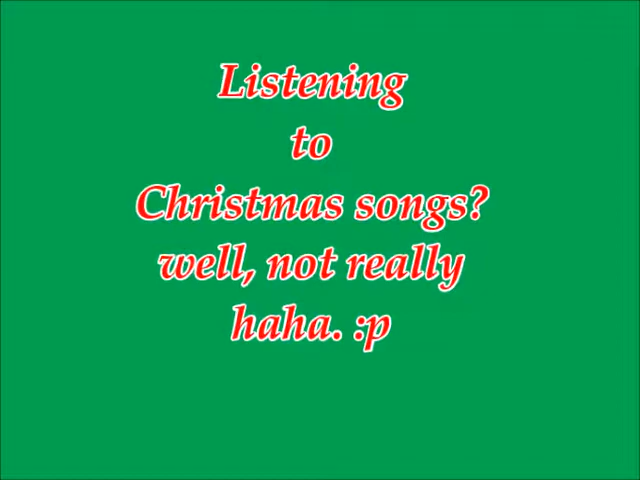 Listening
to
Christmas songs?
well, not really
haha. :p